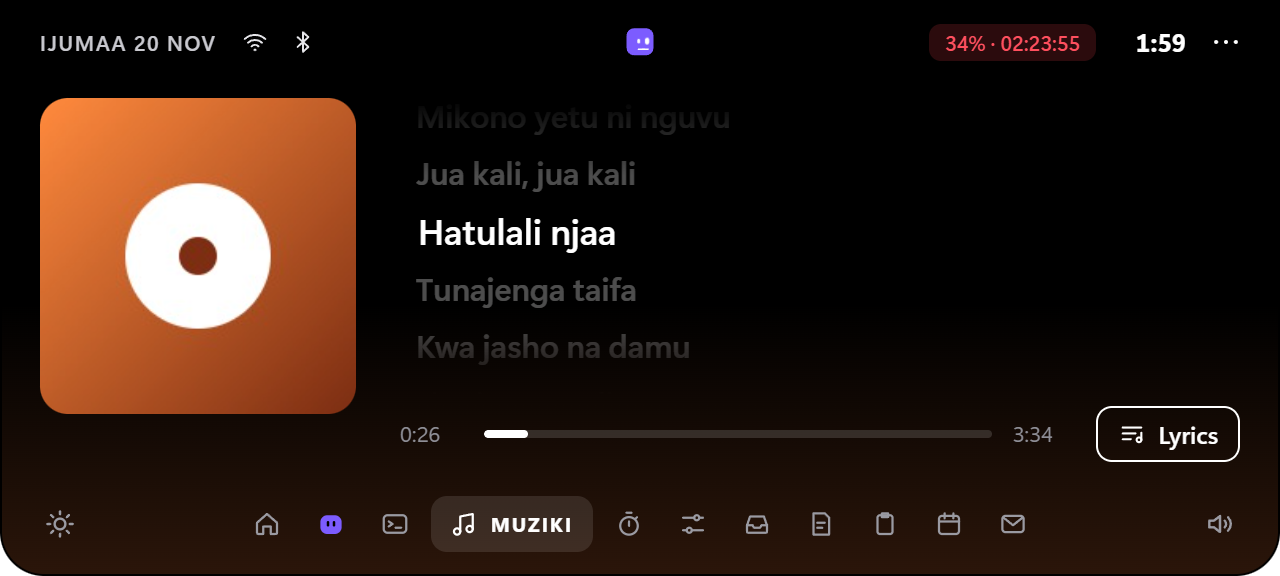 IJUMAA 20 NOV
34% · 02:23:55
1:59
Mikono yetu ni nguvu
Jua kali, jua kali
Hatulali njaa
Tunajenga taifa
Kwa jasho na damu
0:26
3:34
Lyrics
MUZIKI